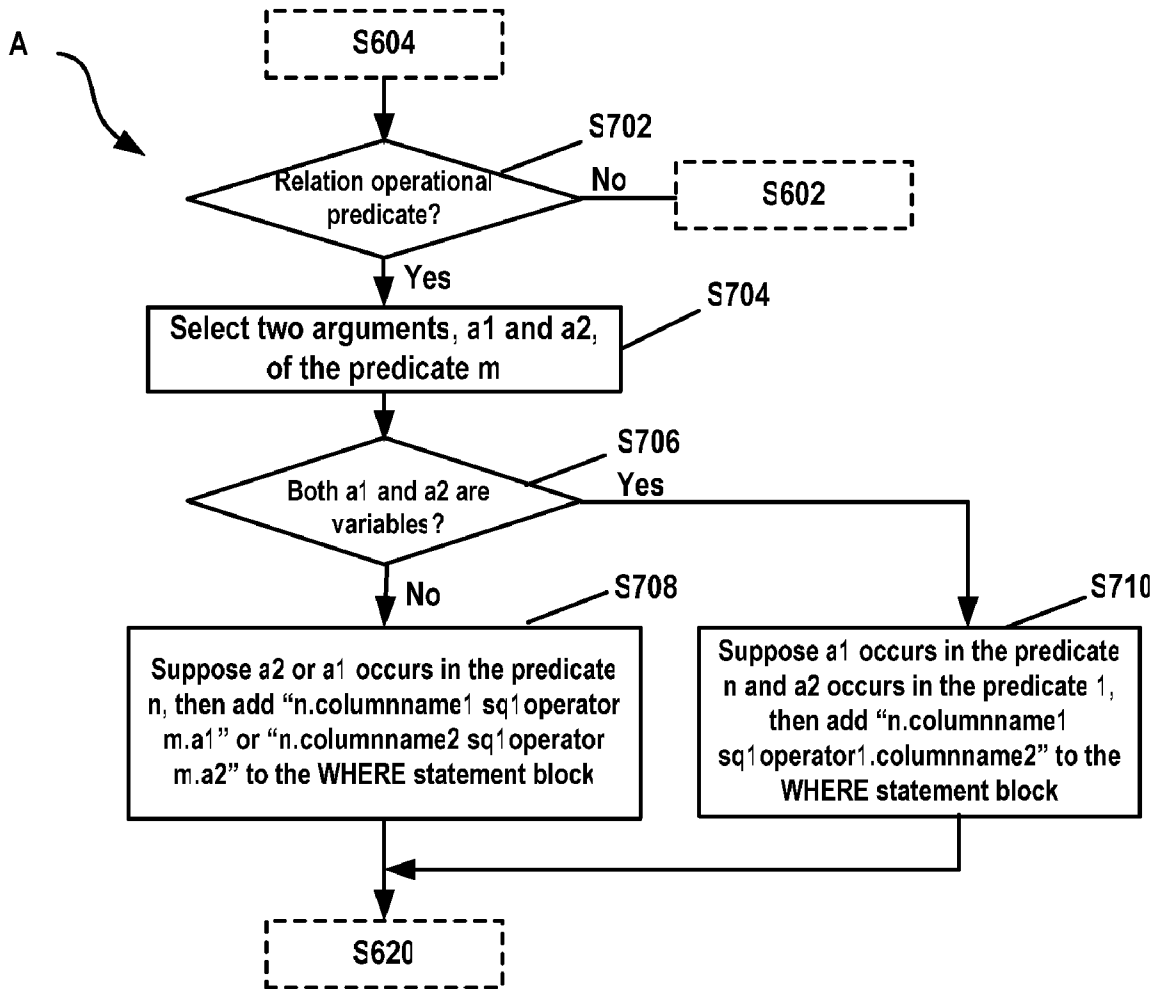 A
S604
S702
Relation operational
predicate?
No
S602
Yes
S704
Select two arguments, a1 and a2,
of the predicate m
S706
Both a1 and a2 are
variables?
Yes
No
S708
S710
Suppose a2 or a1 occurs in the predicate
n, then add “n.columnname1 sq1operator
m.a1” or “n.columnname2 sq1operator
m.a2” to the WHERE statement block
Suppose a1 occurs in the predicate
n and a2 occurs in the predicate 1,
then add “n.columnname1
sq1operator1.columnname2” to the
WHERE statement block
S620